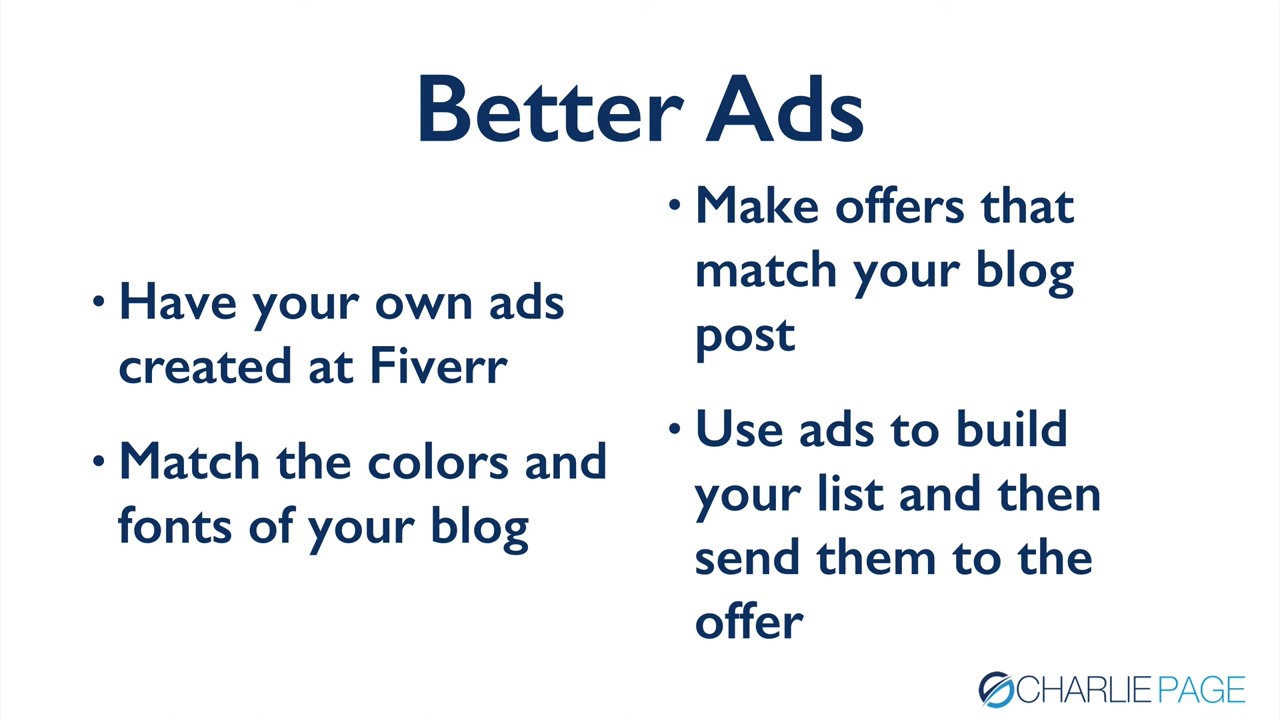 Better Ads
• Have your own ads
created at Fiverr
• Match the colors and
fonts of your blog
• Make offers that
match your blog
post
• Use ads to build
your list and then
send them to the
offer
CHARLIE PAGE